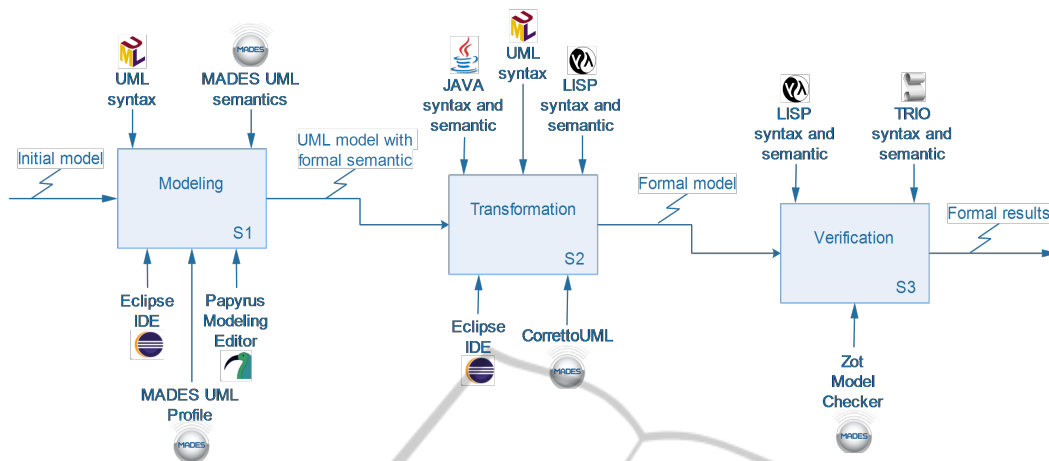 UML
syntax
MADES
MADES UML
semantics
Initial model
Modeling
S1
UML model with
formal semantic
Eclipse
IDE
Papyrus
Modeling
Editor
MADES UML
Profile
MADES
JAVA
syntax and
semantic
UML
UML
syntax
LISP
syntax and
semantic
Transformation
S2
Formal model
Eclipse
IDE
CorrettoUML
MADES
LISP
syntax and
semantic
TRIO
syntax and
semantic
Verification
S3
Formal results
Zot
Model
Checker
MADES